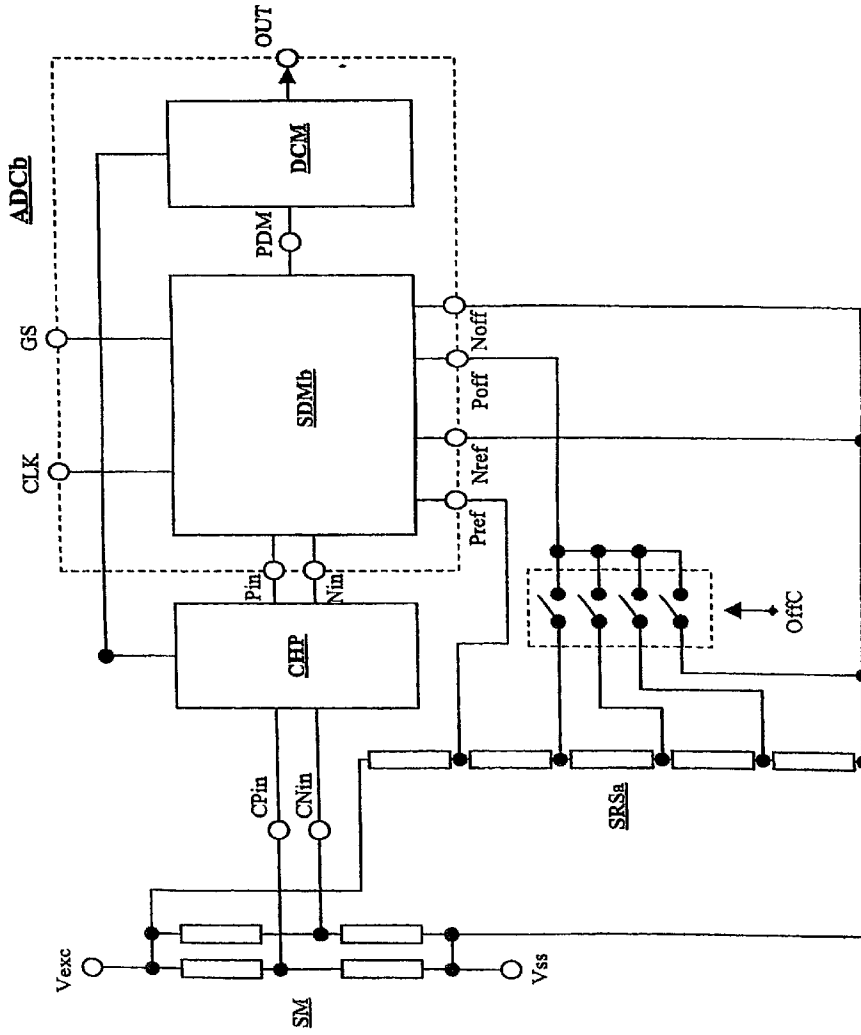 ADCb
GS
CLK
OUT
DCM
PDM
SDMb
Pin
Nin
CHP
Pref
Nref
Poff
Noff
CPin
CNin
Vexc
SM
Vss
SRSa
OffC